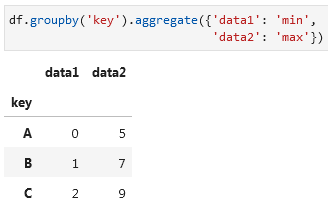 df.groupby('key').aggregate({'data1': 'min',
'data2': 'max'})
data1 data2
key
A 0 5
B 1 7
C 2 9